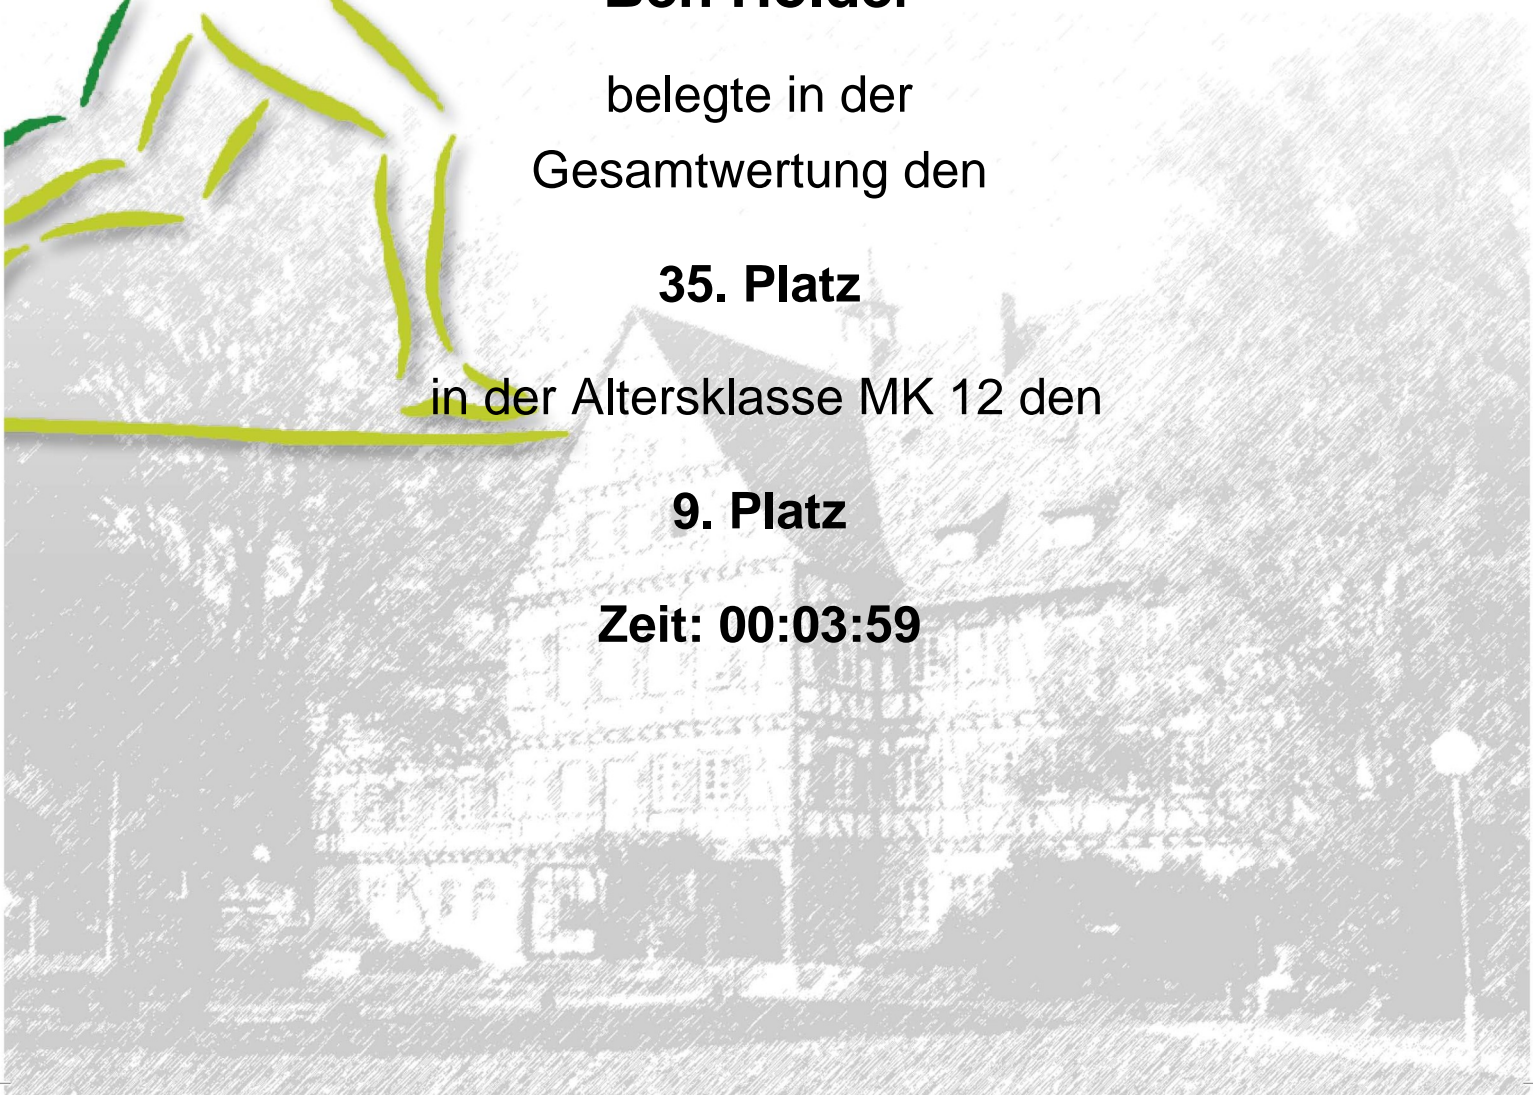 belegte in der
Gesamtwertung den
35. Platz
in der Altersklasse MK 12 den
9. Platz
Zeit: 00:03:59